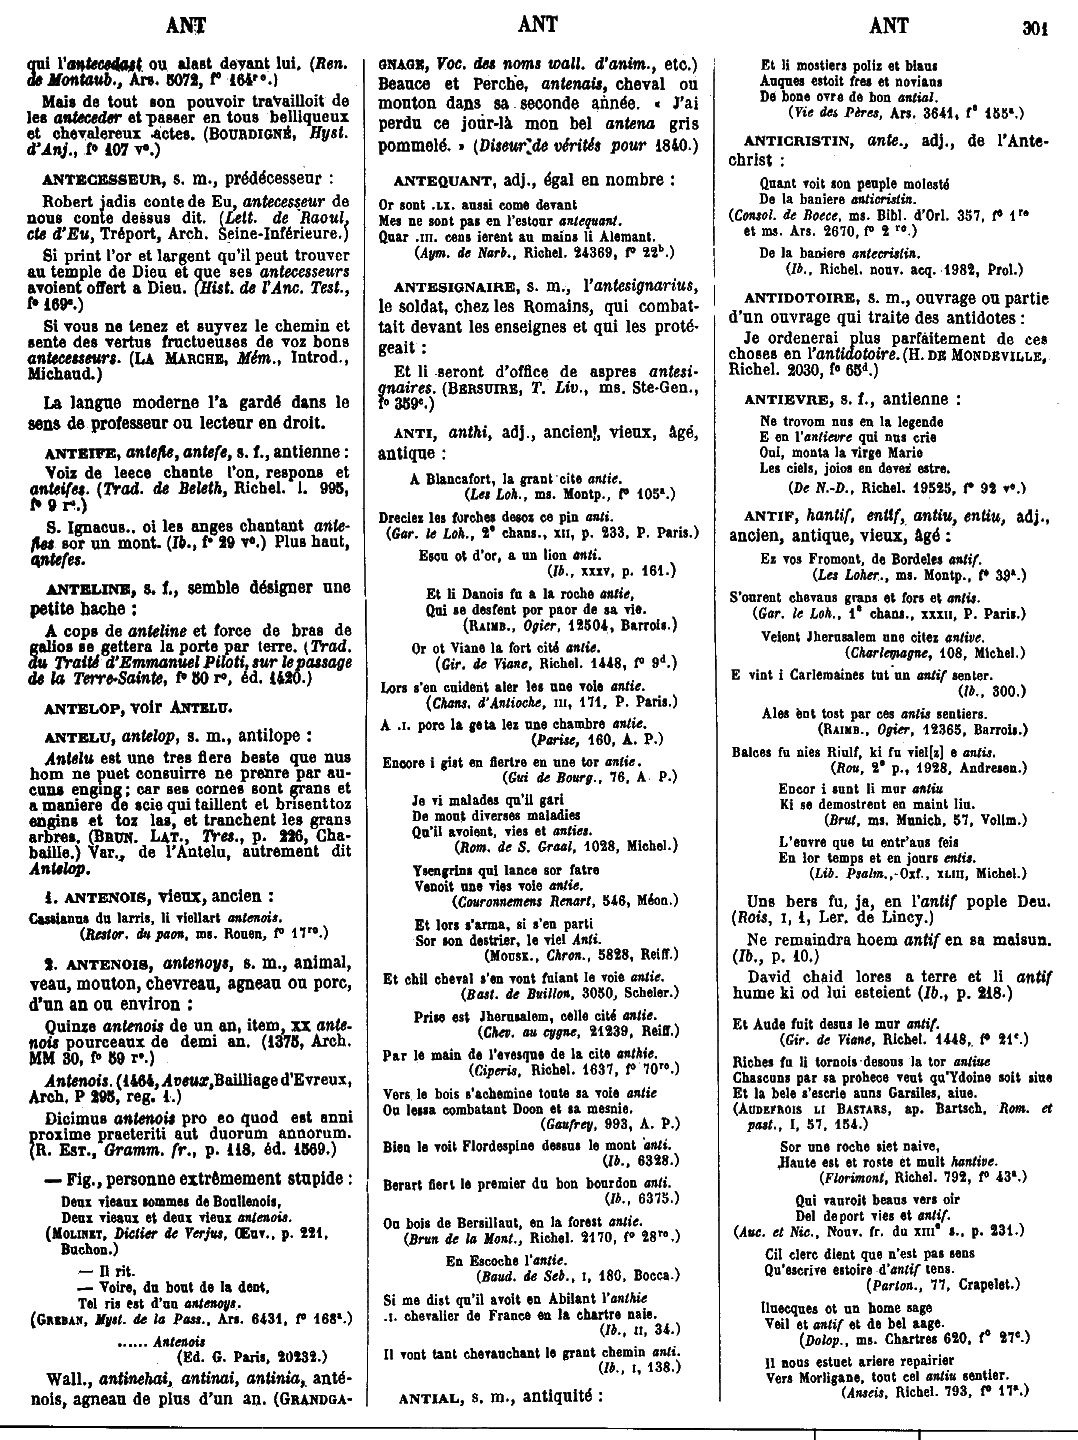 ANT
ANT
ANT
301
qui l'antecedast ou alast devant lui. (Ren.
de Montaub., Ars. 5072, f° 164ro.)
Mais de tout son pouvoir travailloit de
les anteceder et passer en tous belliqueux
et chevalereux actes. (BOURDIGNÉ, Hyst.
d'Anj., f° 107 v°.)
ANTECESSEUR, s. m., prédécesseur :
Robert jadis conte de Eu, antecesseur de
nous conte dessus dit. (Lett. de Raoul,
cte d'Eu, Tréport, Arch. Seine-Inférieure.)
Si print l'or et largent qu'il peut trouver
au temple de Dieu et que ses antecesseurs
avoient offert a Dieu. (Hist. de l'Anc. Test.,
f° 169c.)
Si vous ne tenez et suyvez le chemin et
sente des vertus fructueuses de voz bons
antecesseurs. (LA MARCHE, Mém., Introd.,
Michaud.)
La langue moderne l'a gardé dans le
sens de professeur ou lecteur en droit.
ANTEIFE, antefle, antefe, s. f., antienne :
Voiz de leece chante l'on, respons et
anteifes. (Trad. de Beleth, Richel. l. 995,
f° 9 r°.)
S. Ignacus.. oi les anges chantant ante-
fles sor un mont. (Ib., f° 29 v°.) Plus haut,
antefes.
ANTELINE, s. f., semble désigner une
petite hache :
A cops de anteline et force de bras de
galios se gettera la porte par terre. (Trad.
du Traité d'Emmanuel Piloti, sur le passage
de la Terre-Sainte, f° 50 r°, éd. 1420.)
ANTELOP, voir ANTELU.
ANTELU, antelop, s. m., antilope :
Antelu est une tres fiere beste que nus
hom ne puet consuirre ne prenre par au-
cuns enging; car ses cornes sont grans et
a maniere de scie qui taillent et brisent toz
engins et toz las, et tranchent les grans
arbres. (BRUN. LAT., Tres., p. 226, Cha-
baille.) Var., de l'Antelu, autrement dit
Antelop.
1. ANTENOIS, vieux, ancien :
Cassianus du larris, li viellart antenois.
(Restor. du paon, ms. Rouen, f° 17ro.)
2. ANTENOIS, antenoys, s. m., animal,
veau, mouton, chevreau, agneau ou porc,
d'un an ou environ :
Quinze antenois de un an, item, xx ante-
nois pourceaux de demi an. (1375, Arch.
MM 30, f° 59 r°.)
Antenois. (1464, Aveux, Bailliage d'Evreux,
Arch. P 295, reg. 1.)
Dicimus antenois pro eo quod est anni
proxime praeteriti aut duorum annorum.
(R. EST., Gramm. fr., p. 118, éd. 1569.)
— Fig., personne extrêmement stupide :
Deux vieaux sommes de Boullenois,
Deux vieaux et deux vieux antenois.
(MOLINET, Dictier de Verjus, Œuv., p. 221,
Buchon.)
— Il rit.
— Voire, du bout de la dent,
Tel ris est d'un antenoys.
(GREBAN, Myst. de la Pass., Ars. 6431, f° 168a.)
...... Antenois
(Ed. G. Paris, 20232.)
Wall., antinehai, antinai, antinia, anté-
nois, agneau de plus d'un an. (GRANDGA-
GNAGE, Voc. des noms wall. d'anim., etc.)
Beauce et Perche, antenais, cheval ou
monton dans sa seconde année. « J'ai
perdu ce jour-là mon bel antena gris
pommelé. » (Diseur de vérités pour 1840.)
ANTEQUANT, adj., égal en nombre :
Or sont .LX. aussi come devant
Mes ne sont pas en l'estour antequant.
Quar .III. cens ierent au mains li Alemant.
(Aym. de Narb., Richel. 24369, f° 22b.)
ANTESIGNAIRE, s. m., l'antesignarius,
le soldat, chez les Romains, qui combat-
tait devant les enseignes et qui les proté-
geait :
Et li seront d'office de aspres antesi-
gnaires. (BERSUIRE, T. Liv., ms. Ste-Gen.,
f° 359c.)
ANTI, anthi, adj., ancien, vieux, âgé,
antique :
A Blancafort, la grant cite antie.
(Les Loh., ms. Montp., f° 105a.)
Dreciez les forches desoz ce pin anti.
(Gar. le Loh., 2e chans., XII, p. 233, P. Paris.)
Escu ot d'or, a un lion anti.
(Ib., XXXV, p. 161.)
Et li Danois fu a la roche antie,
Qui se desfent por paor de sa vie.
(RAIMB., Ogier, 12504, Barrois.)
Or ot Viane la fort cité antie.
(Gir. de Viane, Richel. 1448, f° 9d.)
Lors s'en cuident aler les une voie antie.
(Chans. d'Antioche, III, 171, P. Paris.)
A .I. porc la geta lez une chambre antie.
(Parise, 160, A. P.)
Encore i gist en fiertre en une tor antie.
(Gui de Bourg., 76, A P.)
Je vi malades qu'il gari
De mout diverses maladies
Qu'il avoient, vies et anties.
(Rom. de S. Graal, 1028, Michel.)
Ysengrins qui lance sor fatre
Venoit une vies voie antie.
(Couronnemens Renart, 546, Méon.)
Et lors s'arma, si s'en parti
Sor son destrier, le viel Anti.
(MOUSK., Chron., 5828, Reiff.)
Et chil cheval s'en vont fuiant le voie antie.
(Bast. de Buillon, 3050, Scheler.)
Prise est Jherusalem, celle cité antie.
(Chev. au cygne, 21239, Reiff.)
Par le main de l'evesque de la cite anthie.
(Ciperis, Richel. 1637, f° 70ro.)
Vers le bois s'achemine toute sa voie antie
Ou lessa combatant Doon et sa mesnie.
(Gaufrey, 993, A. P.)
Bien le voit Flordespine dessus le mont anti.
(Ib., 6328.)
Berart fiert le premier du bon bourdon anti.
(Ib., 6375.)
Ou bois de Bersillaut, en la forest antie.
(Brun de la Mont., Richel. 2170, f° 28ro.)
En Escoche l'antie.
(Baud. de Seb., I, 180, Bocca.)
Si me dist qu'il avoit en Abilant l'anthie
.I. chevalier de France en la chartre naie.
(Ib., II, 34.)
Il vont tant chevauchant le grant chemin anti.
(Ib., I, 138.)
ANTIAL, s. m., antiquité :
Et li mostiers poliz et biaus
Auques estoit fres et novians
De bone ovre de bon antial.
(Vie des Pères, Ars. 3641, f° 155a.)
ANTICRISTIN, ante., adj., de l'Ante-
christ :
Quant voit son peuple molesté
De la baniere anticristin.
(Consol. de Boece, ms. Bibl. d'Orl. 357, f° 1ro
et ms. Ars. 2670, f° 2 ro.)
De la baniere antecristin.
(Ib., Richel. nouv. acq. 1982, Prol.)
ANTIDOTOIRE, s. m., ouvrage ou partie
d'un ouvrage qui traite des antidotes :
Je ordenerai plus parfaitement de ces
choses en l'antidotoire. (H. DE MONDEVILLE,
Richel. 2030, f° 65d.)
ANTIEVRE, s. f., antienne :
Ne trovom nus en la legende
E en l'antievre qui nus crie
Oui, monta la virge Marie
Les ciels, joios en devez estre.
(De N.-D., Richel. 19525, f° 92 v°.)
ANTIF, hantif, entif, antiu, entiu, adj.,
ancien, antique, vieux, âgé :
Ez vos Fromont, de Bordeles antif.
(Les Loher., ms. Montp., f° 39a.)
S'ourent chevaus grans et fors et antis.
(Gar. le Loh., 1e chans., XXXII, P. Paris.)
Veient Jherusalem une citez antive.
(Charlemagne, 108, Michel.)
E vint i Carlemaines tut un antif senter.
(Ib., 300.)
Ales ent tost par ces antis sentiers.
(RAIMB., Ogier, 12365, Barrois.)
Balces fu nies Riulf, ki fu viel[z] e antis.
(Rou, 2e p., 1928, Andresen.)
Encor i sunt li mur antiu
Ki se demostrent en maint liu.
(Brut, ms. Munich, 57, Vollm.)
L'euvre que tu entr'aus feis
En lor temps et en jours entis.
(Lib. Psalm., Oxf., XLIII, Michel.)
Uns bers fu, ja, en l'antif pople Deu.
(Rois, I, 1, Ler. de Lincy.)
Ne remaindra hoem antif en sa maisun.
(Ib., p. 10.)
David chaid lores a terre et li antif
hume ki od lui esteient (Ib., p. 218.)
Et Aude fuit desus le mur antif.
(Gir. de Viane, Richel. 1448, f° 21c.)
Riches fu li tornois desous la tor antiue
Chascuns par sa prohece veut qu'Ydoine soit siue
Et la bele s'escrie anns Garsiles, aiue.
(AUDEFROIS LI BASTARS, ap. Bartsch, Rom. et
past., I, 57, 154.)
Sor une roche siet naive,
Haute est et roste et mult hantive.
(Florimont, Richel. 792, f° 43a.)
Qui vauroit beaus vers oir
Del deport vies et antif.
(Auc. et Nic., Nouv. fr. du XIIIe s., p. 231.)
Cil clerc dient que n'est pas sens
Qu'escrive estoire d'antif tens.
(Parton., 77, Crapelet.)
Iluecques ot un home sage
Veil et antif et de bel aage.
(Dolop., ms. Chartres 620, f° 27c.)
Il nous estuet ariere repairier
Vers Morligane, tout cel antiu sentier.
(Anseis, Richel. 793, f° 17a.)